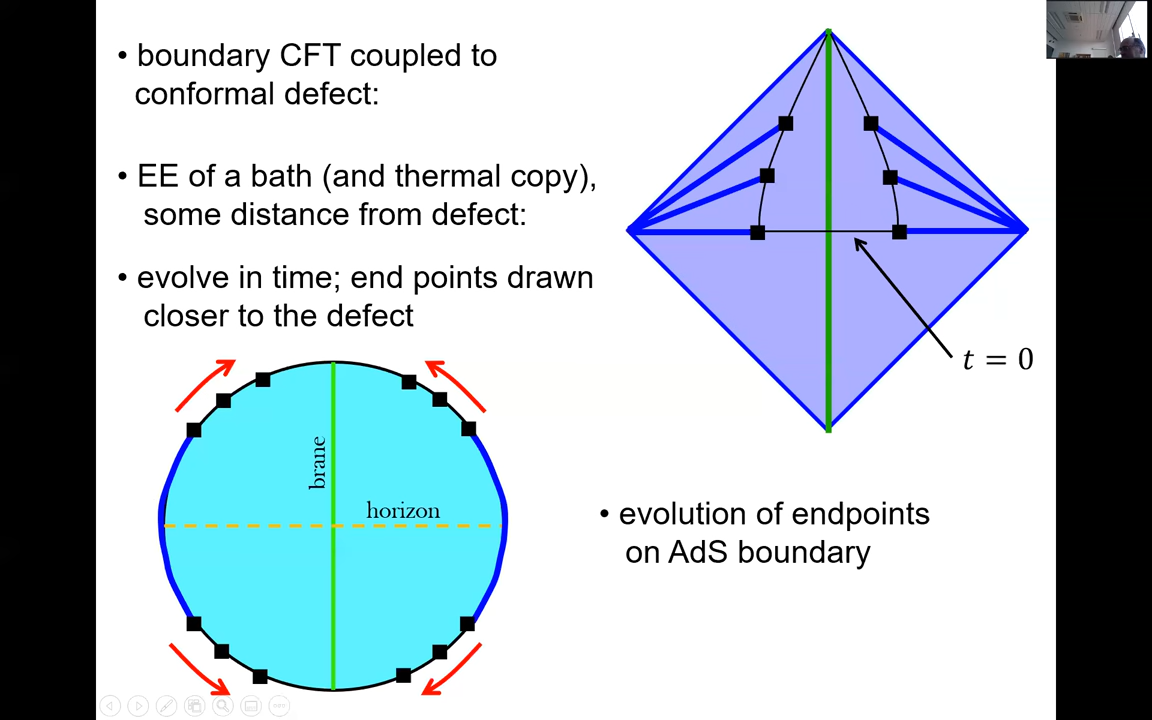 • boundary CFT coupled to
conformal defect:
• EE of a bath (and thermal copy),
some distance from defect:
• evolve in time; end points drawn
closer to the defect
t = 0
brane
horizon
• evolution of endpoints
on AdS boundary